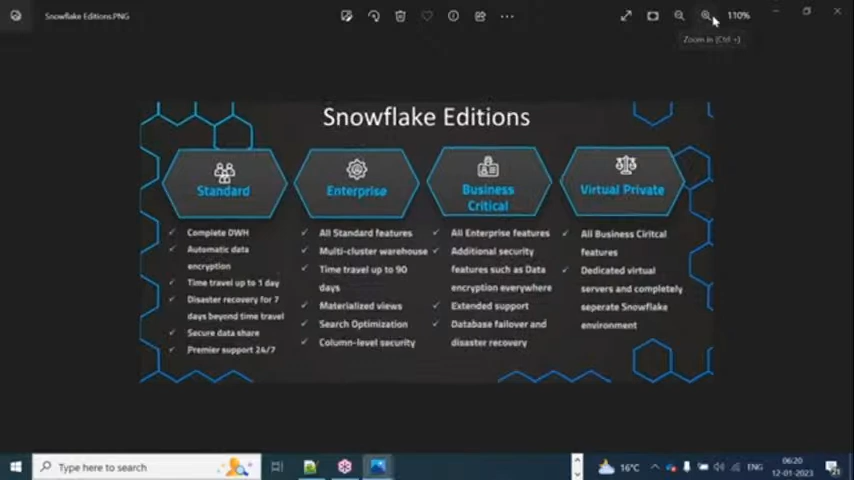 Snowflake Editions.PNG
110%
Zoom in (Ctrl +)
Snowflake Editions
Standard
Complete DWH
Automatic data
encryption
Time travel up to 1 day
Disaster recovery for 7
days beyond time travel
Secure data share
Premier support 24/7
Enterprise
All Standard features
Multi-cluster warehouse
Time travel up to 90
days
Materialized views
Search Optimization
Column-level security
Business
Critical
All Enterprise features
Additional security
features such as Data
encryption everywhere
Extended support
Database failover and
disaster recovery
Virtual Private
All Business Ciritcal
features
Dedicated virtual
servers and completely
seperate Snowflake
environment
Type here to search
16°C
ENG
06:20
12-01-2023
21